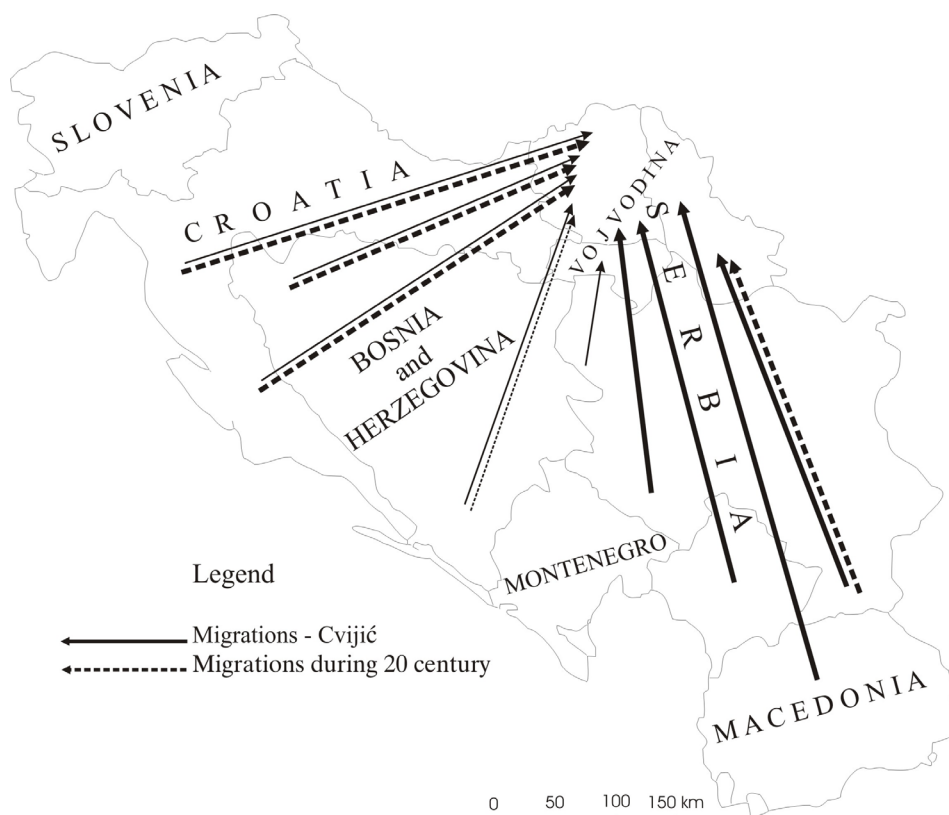 SLOVENIA
CROATIA
VOJVODINA
SERBIA
BOSNIA
and
HERZEGOVINA
MONTENEGRO
Legend
Migrations - Cvijić
Migrations during 20 century
MACEDONIA
0 50 100 150 km